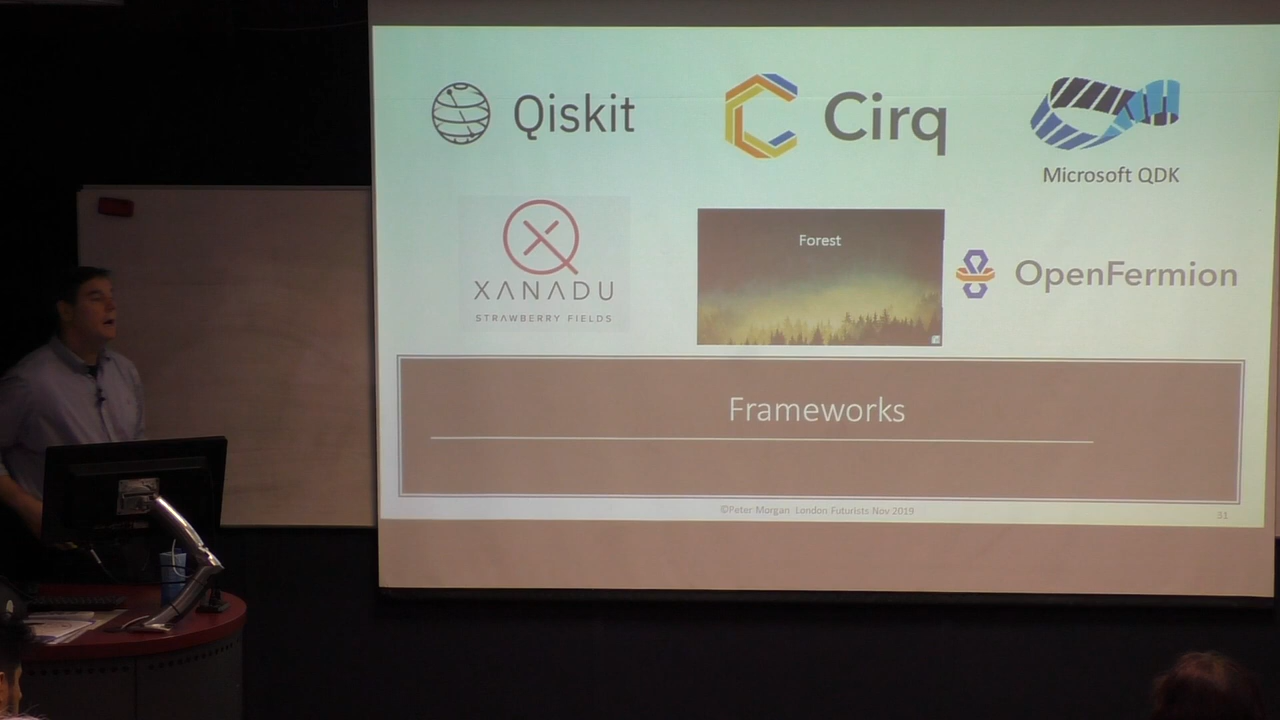 Qiskit
Cirq
Microsoft QDK
XANADU
STRAWBERRY FIELDS
Forest
OpenFermion
Frameworks
©Peter Morgan London Futurists Nov 2019
31